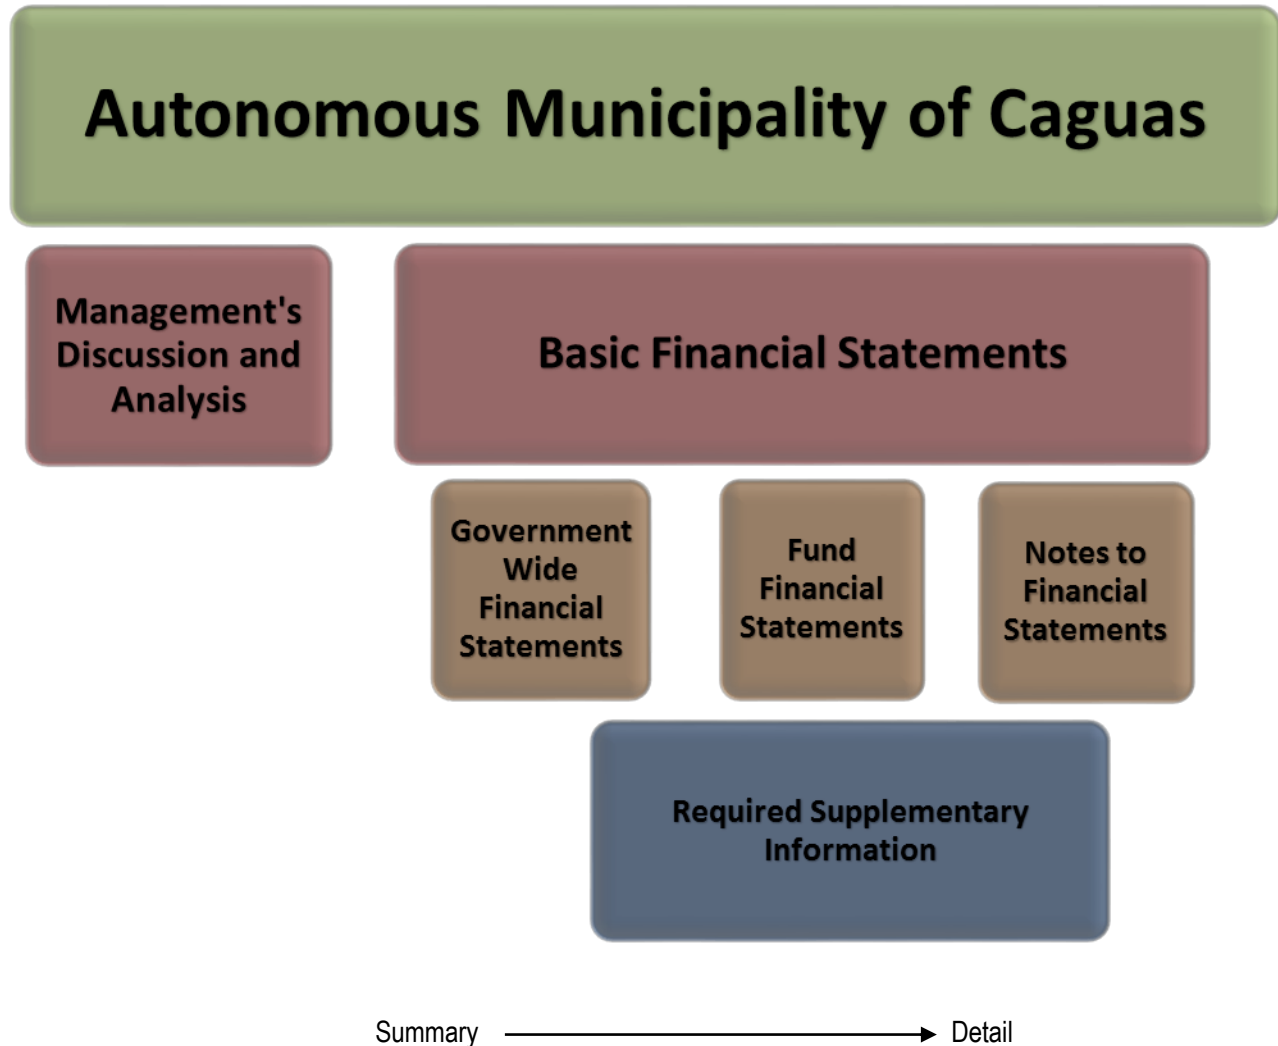 Autonomous Municipality of Caguas
Management's
Discussion and
Analysis
Basic Financial Statements
Government
Wide
Financial
Statements
Fund
Financial
Statements
Notes to
Financial
Statements
Required Supplementary
Information
Summary
Detail